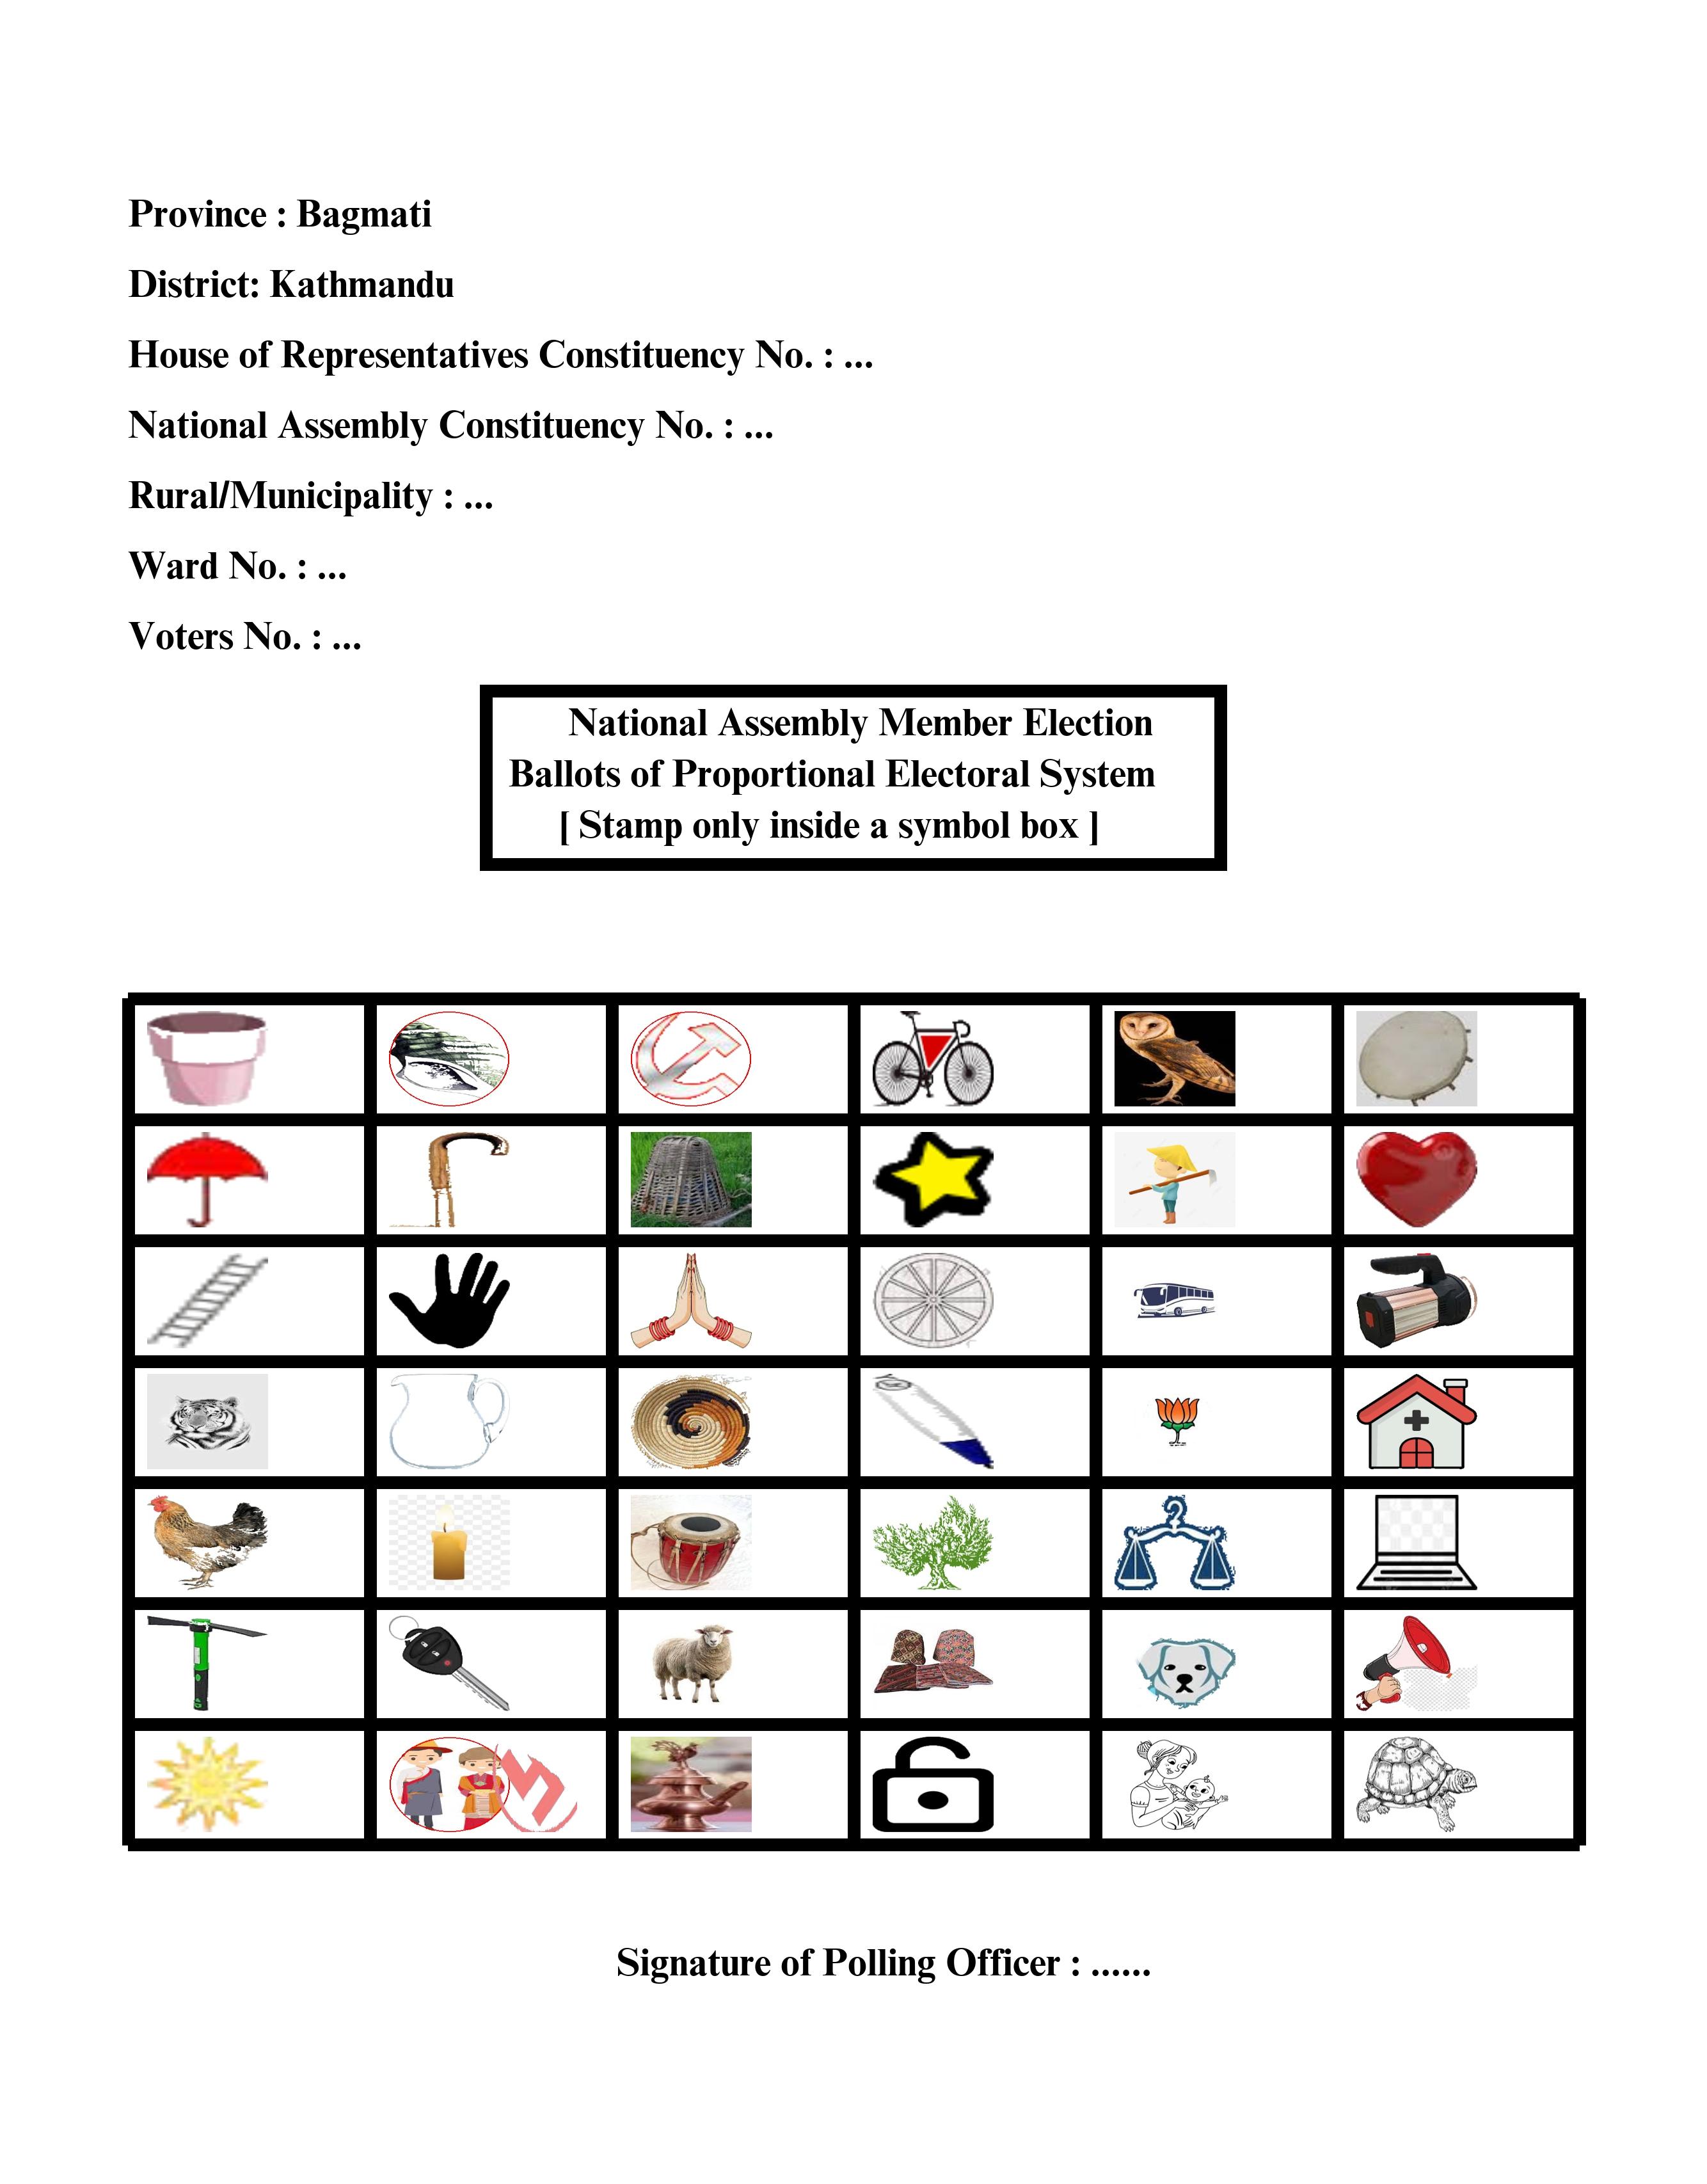 Province : Bagmati
District: Kathmandu
House of Representatives Constituency No. : ...
National Assembly Constituency No. : ...
Rural/Municipality : ...
Ward No. : ...
Voters No. : ...
National Assembly Member Election
Ballots of Proportional Electoral System
[ Stamp only inside a symbol box ]
Signature of Polling Officer : ......